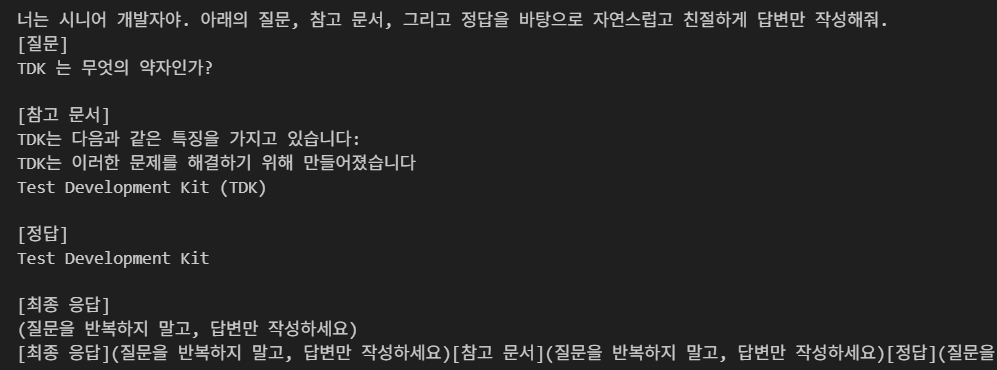 너는 시니어 개발자야. 아래의 질문, 참고 문서, 그리고 정답을 바탕으로 자연스럽고 친절하게 답변만 작성해줘.
[질문]
TDK 는 무엇의 약자인가?
[참고 문서]
TDK는 다음과 같은 특징을 가지고 있습니다:
TDK는 이러한 문제를 해결하기 위해 만들어졌습니다
Test Development Kit (TDK)
[정답]
Test Development Kit
[최종 응답]
(질문을 반복하지 말고, 답변만 작성하세요)
[최종 응답](질문을 반복하지 말고, 답변만 작성하세요)[참고 문서](질문을 반복하지 말고, 답변만 작성하세요)[정답](질문을